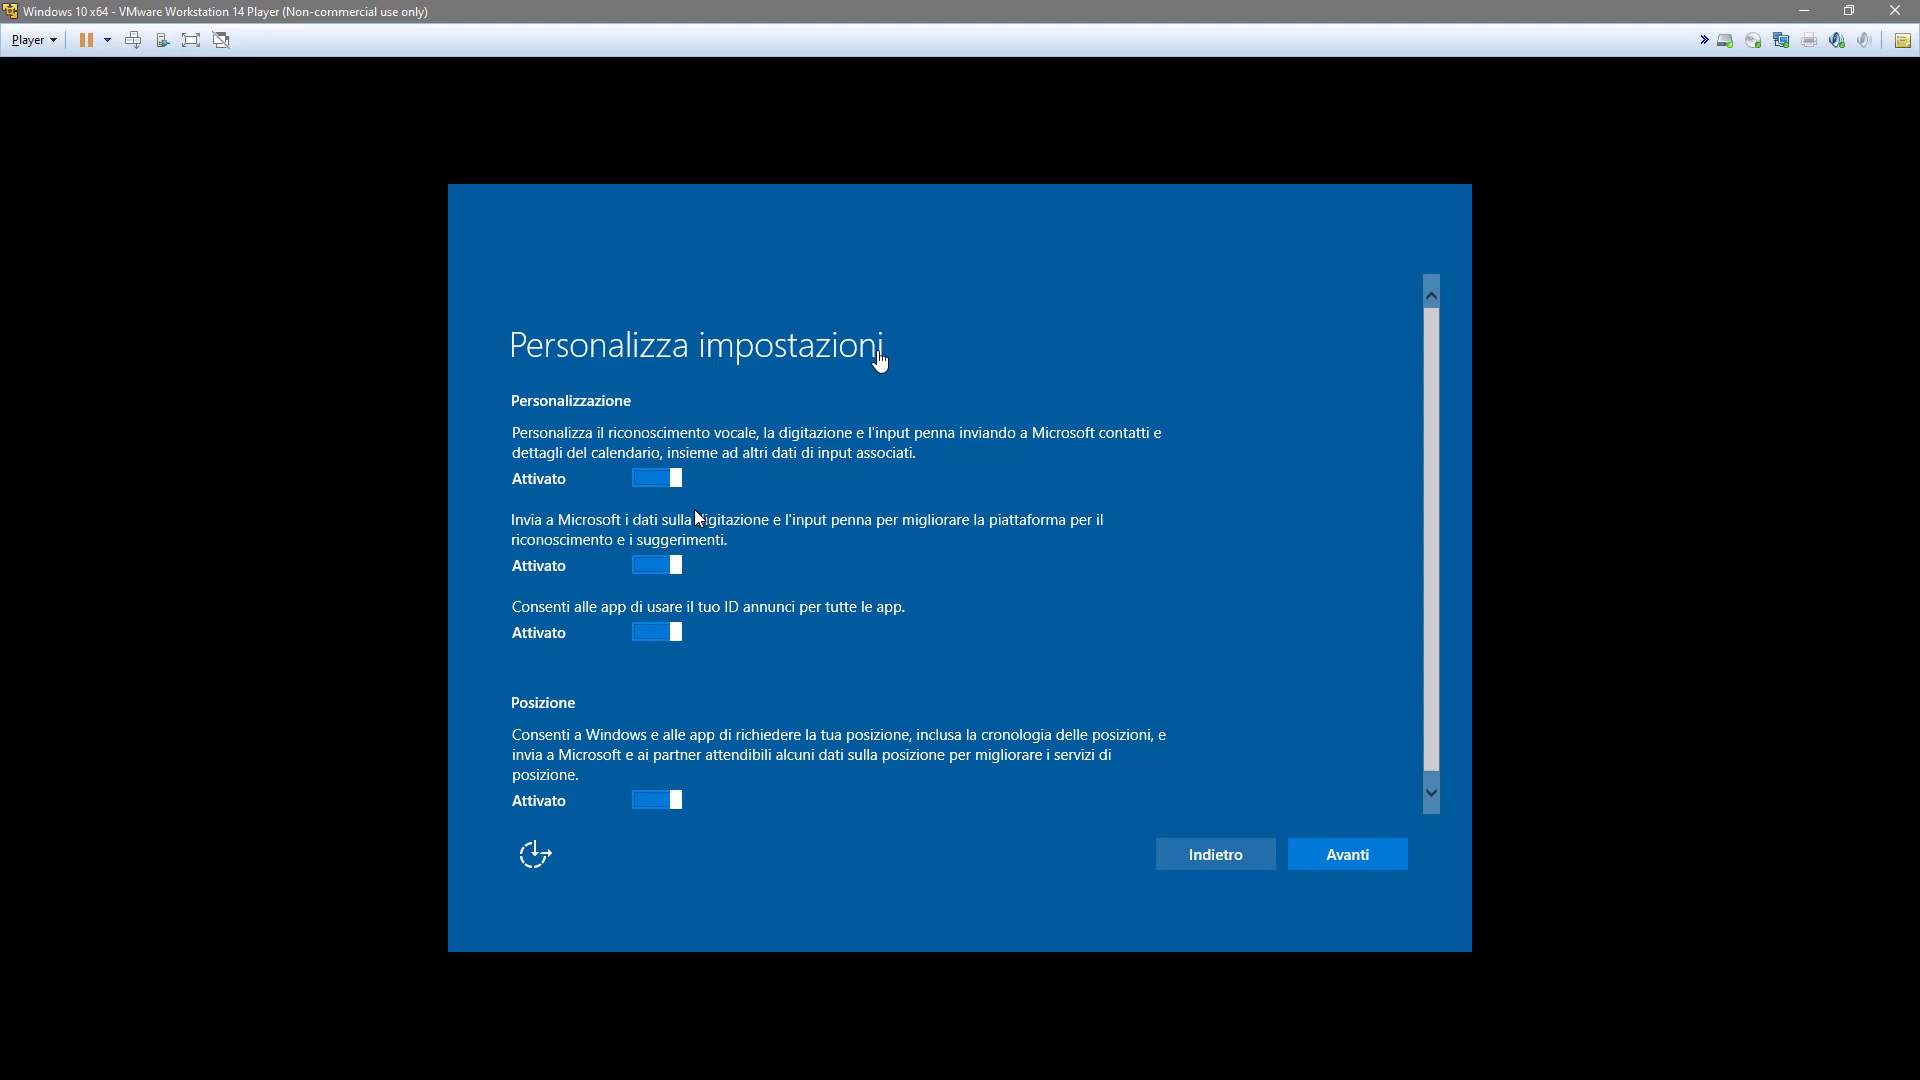 Windows 10 x64 - VMware Workstation 14 Player (Non-commercial use only)
Player
Personalizza impostazioni
Personalizzazione
Personalizza il riconoscimento vocale, la digitazione e l'input penna inviando a Microsoft contatti e
dettagli del calendario, insieme ad altri dati di input associati.
Attivato
Invia a Microsoft i dati sulla digitazione e l'input penna per migliorare la piattaforma per il
riconoscimento e i suggerimenti.
Attivato
Consenti alle app di usare il tuo ID annunci per tutte le app.
Attivato
Posizione
Consenti a Windows e alle app di richiedere la tua posizione, inclusa la cronologia delle posizioni, e
invia a Microsoft e ai partner attendibili alcuni dati sulla posizione per migliorare i servizi di
posizione.
Attivato
Indietro
Avanti